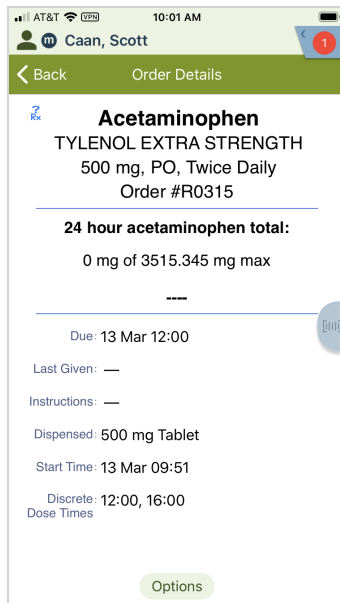 AT&T VPN 10:01 AM
m Caan, Scott
1
Back Order Details
? Rx
Acetaminophen
TYLENOL EXTRA STRENGTH
500 mg, PO, Twice Daily
Order #R0315
24 hour acetaminophen total:
0 mg of 3515.345 mg max
----
Due: 13 Mar 12:00
Last Given: —
Instructions: —
Dispensed: 500 mg Tablet
Start Time: 13 Mar 09:51
Discrete: 12:00, 16:00
Dose Times
Options